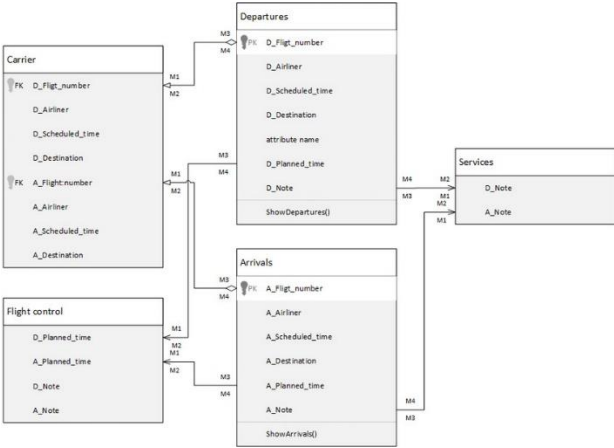 Departures
PK D_Fligt_number
D_Airliner
D_Scheduled_time
D_Destination
attribute name
D_Planned_time
D_Note
ShowDepartures()
M3
M4
M1
M2
M3
M4
M4
M3
Carrier
FK D_Fligt_number
D_Airliner
D_Scheduled_time
D_Destination
FK A_Flight:number
A_Airliner
A_Scheduled_time
A_Destination
M1
M2
Services
D_Note
A_Note
M2
M1
M2
M1
Arrivals
PK A_Fligt_number
A_Airliner
A_Scheduled_time
A_Destination
A_Planned_time
A_Note
ShowArrivals()
M3
M4
M3
M4
M4
M3
Flight control
D_Planned_time
A_Planned_time
D_Note
A_Note
M1
M2
M1
M2